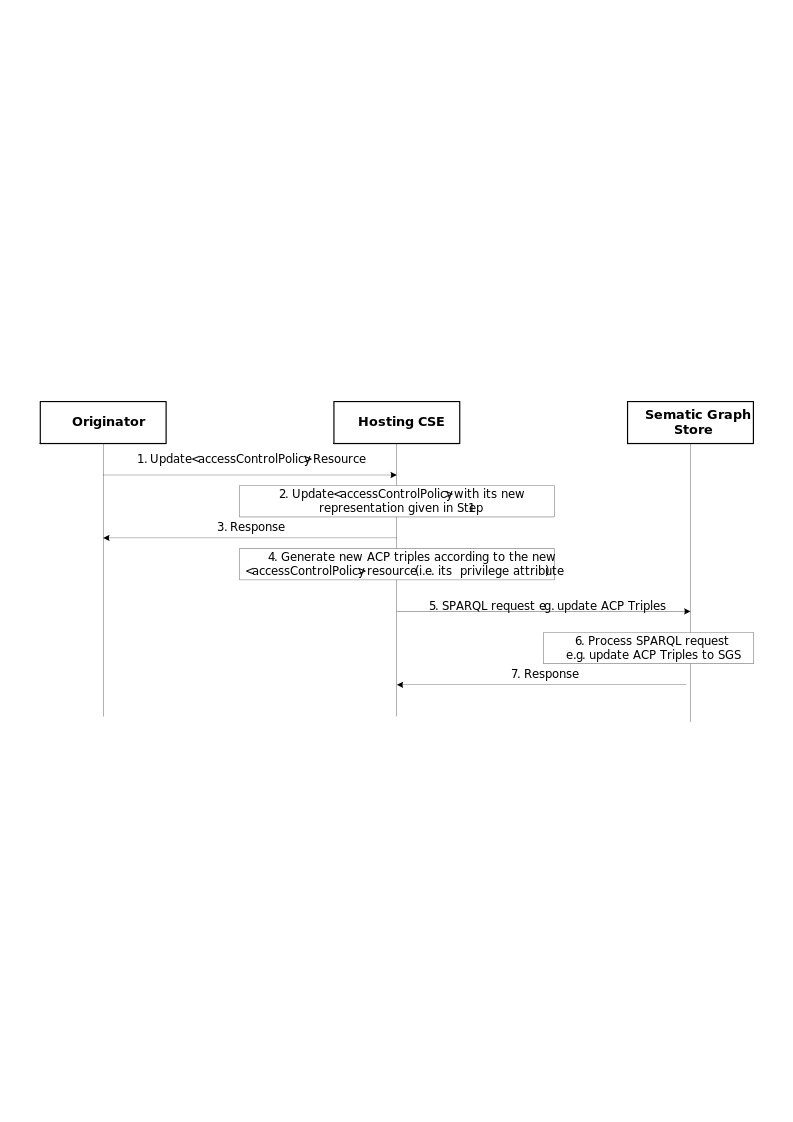 Originator
Hosting CSE
Sematic Graph
Store
1. Update <accessControlPolicy> Resource
2. Update <accessControlPolicy> with its new
representation given in Step 1
3. Response
4. Generate new ACP triples according to the new
<accessControlPolicy> resource (i.e. its privilege attribute).
5. SPARQL request e.g. update ACP Triples
6. Process SPARQL request
e.g. update ACP Triples to SGS
7. Response